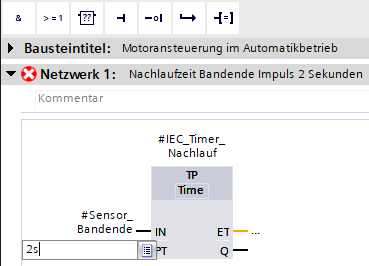 &
>=1
??
-ol
-[=]
Bausteintitel: Motoransteuerung im Automatikbetrieb
Netzwerk 1: Nachlaufzeit Bandende Impuls 2 Sekunden
Kommentar
#IEC_Timer_
Nachlauf
TP
Time
#Sensor_
Bandende
IN
ET
...
2s
PT
Q